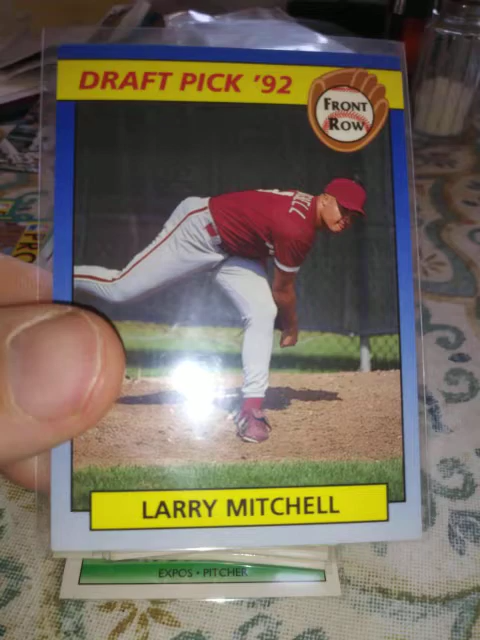 DRAFT PICK '92
FRONT
ROW
LARRY MITCHELL
EXPOS • PITCHER